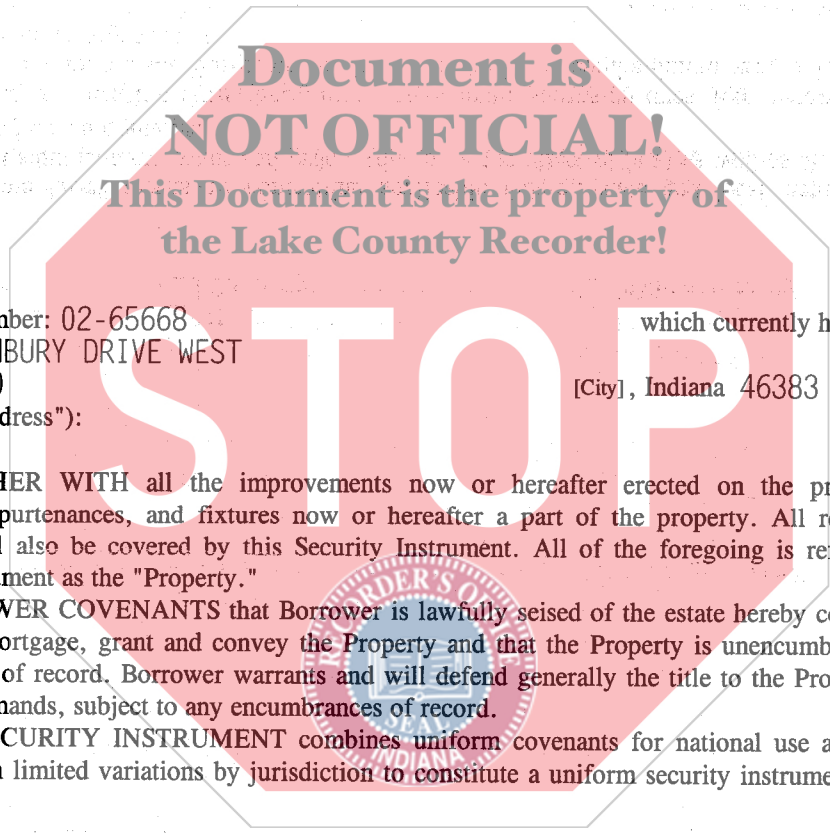 Document is
NOT OFFICIAL!
This Document is the property of
the Lake County Recorder!
mber: 02-65668 which currently h
BURY DRIVE WEST
) [City], Indiana 46383
dress"):
HER WITH all the improvements now or hereafter erected on the pr
purtenances, and fixtures now or hereafter a part of the property. All r
l also be covered by this Security Instrument. All of the foregoing is re
ment as the "Property."
WER COVENANTS that Borrower is lawfully seised of the estate hereby c
ortgage, grant and convey the Property and that the Property is unencumb
of record. Borrower warrants and will defend generally the title to the Pro
mands, subject to any encumbrances of record.
CURITY INSTRUMENT combines uniform covenants for national use a
limited variations by jurisdiction to constitute a uniform security instrume
STOP
RECORDER'S OFFICE
SEAL
INDIANA